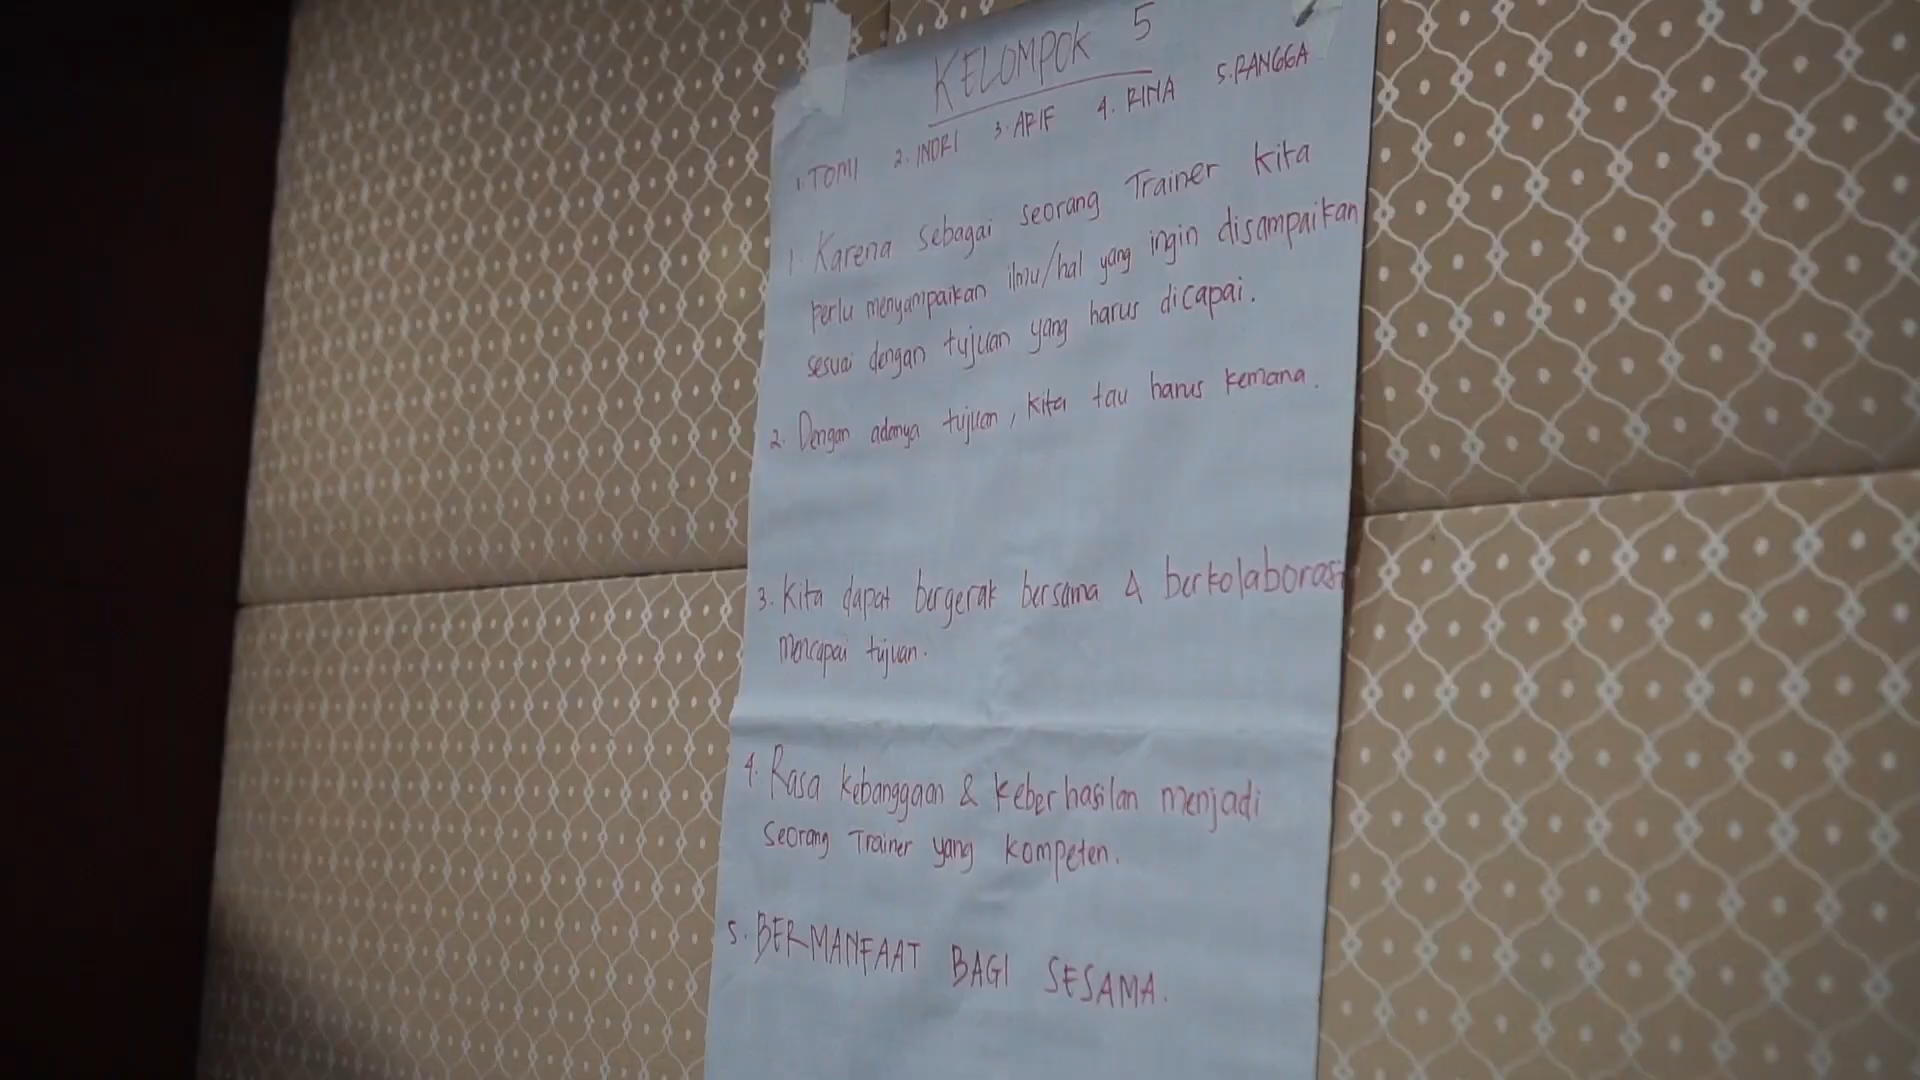 KELOMPOK 5
1. TOMI 2. INDRI 3. ARIF 4. RINA 5. RANGGA
1. Karena sebagai seorang Trainer kita
perlu menyampaikan ilmu/hal yang ingin disampaikan
sesuai dengan tujuan yang harus dicapai.
2. Dengan adanya tujuan, kita tau harus kemana.
3. Kita dapat bergerak bersama & berkolaborasi
mencapai tujuan.
4. Rasa kebanggaan & keberhasilan menjadi
seorang Trainer yang kompeten.
5. BERMANFAAT BAGI SESAMA.